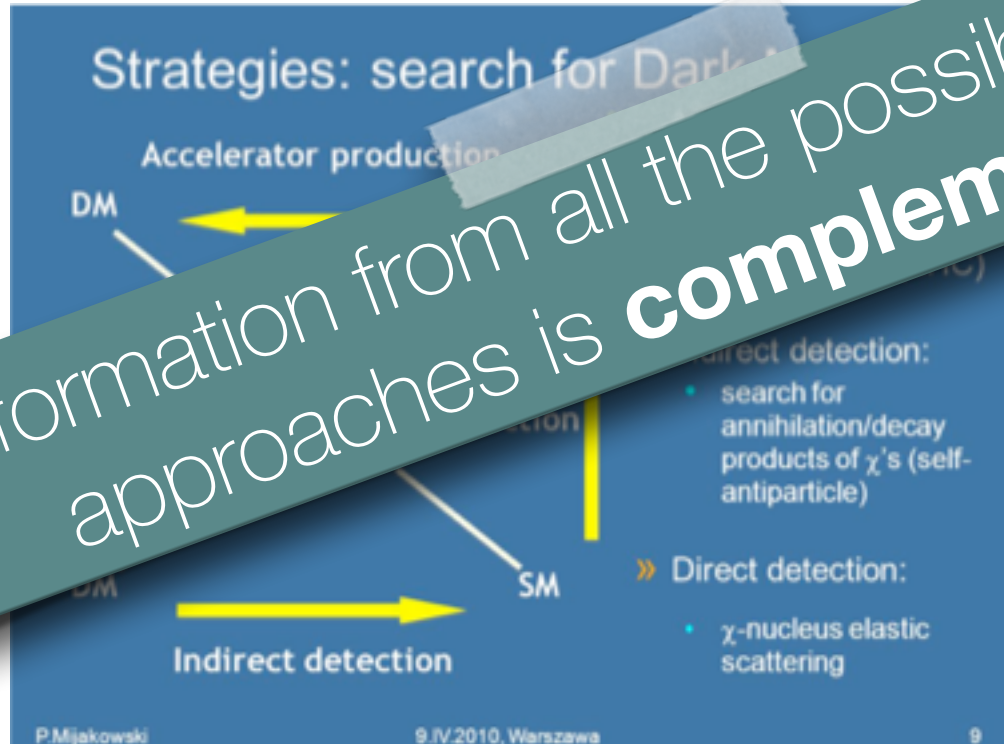 Strategies: search for Dark
Accelerator production
DM
formation from all the possib
approaches is complem
direct detection:
• search for
annihilation/decay
products of χ's (self-
antiparticle)
DM
SM
» Direct detection:
• χ-nucleus elastic
scattering
Indirect detection
P.Mijakowski
9.IV.2010, Warszawa
9